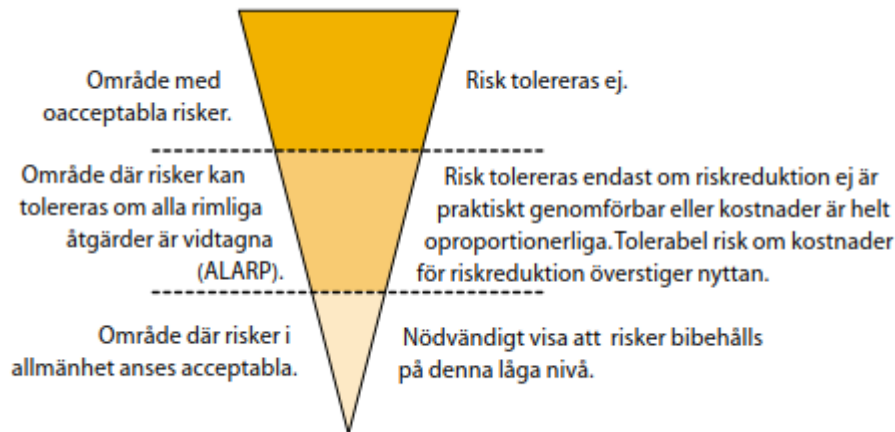 Område med
oacceptabla risker.
Risk tolereras ej.
Område där risker kan
tolereras om alla rimliga
åtgärder är vidtagna
(ALARP).
Risk tolereras endast om riskreduktion ej är
praktiskt genomförbar eller kostnader är helt
oproportionerliga. Tolerabel risk om kostnader
för riskreduktion överstiger nyttan.
Område där risker i
allmänhet anses acceptabla.
Nödvändigt visa att risker bibehålls
på denna låga nivå.